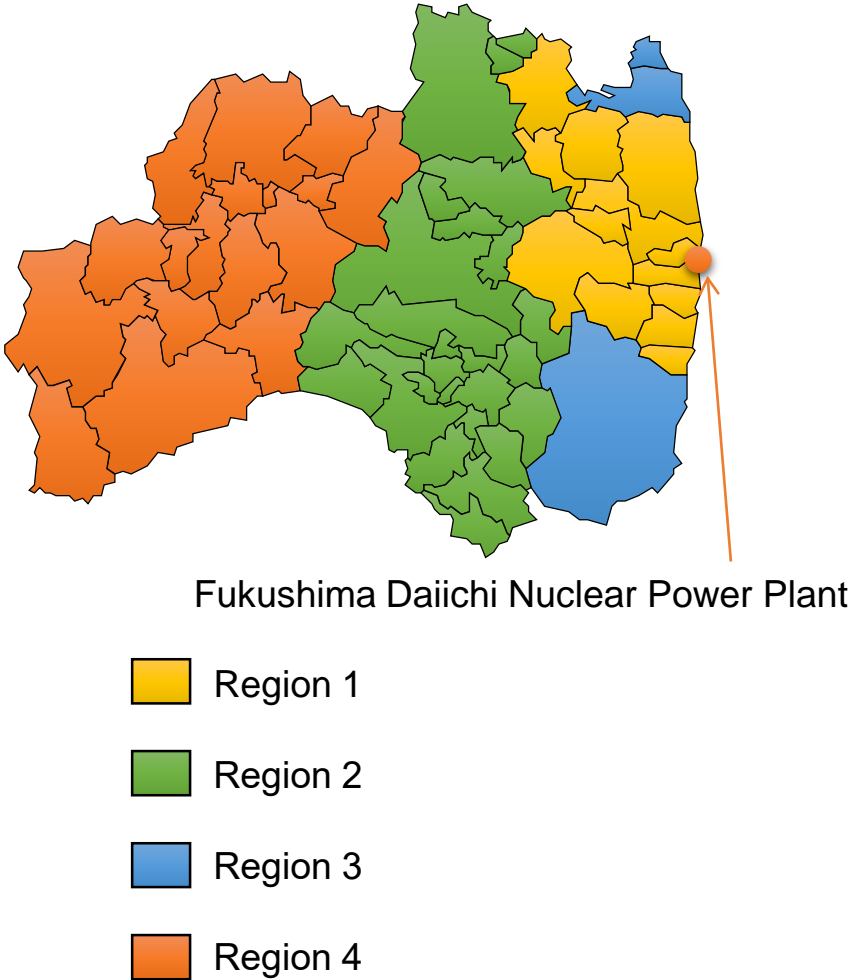 Fukushima Daiichi Nuclear Power Plant
Region 1
Region 2
Region 3
Region 4